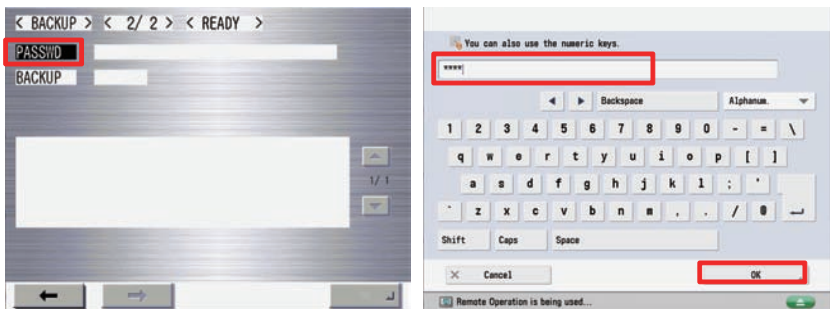 < BACKUP > < 2/ 2 > < READY >
PASSWD
BACKUP
1/ 1
You can also use the numeric keys.
****
Backspace
Alphanum.
1 2 3 4 5 6 7 8 9 0 - = \
q w e r t y u i o p [ ]
a s d f g h j k l ; '
` z x c v b n m , . / @
Shift Caps Space
× Cancel
OK
Remote Operation is being used...